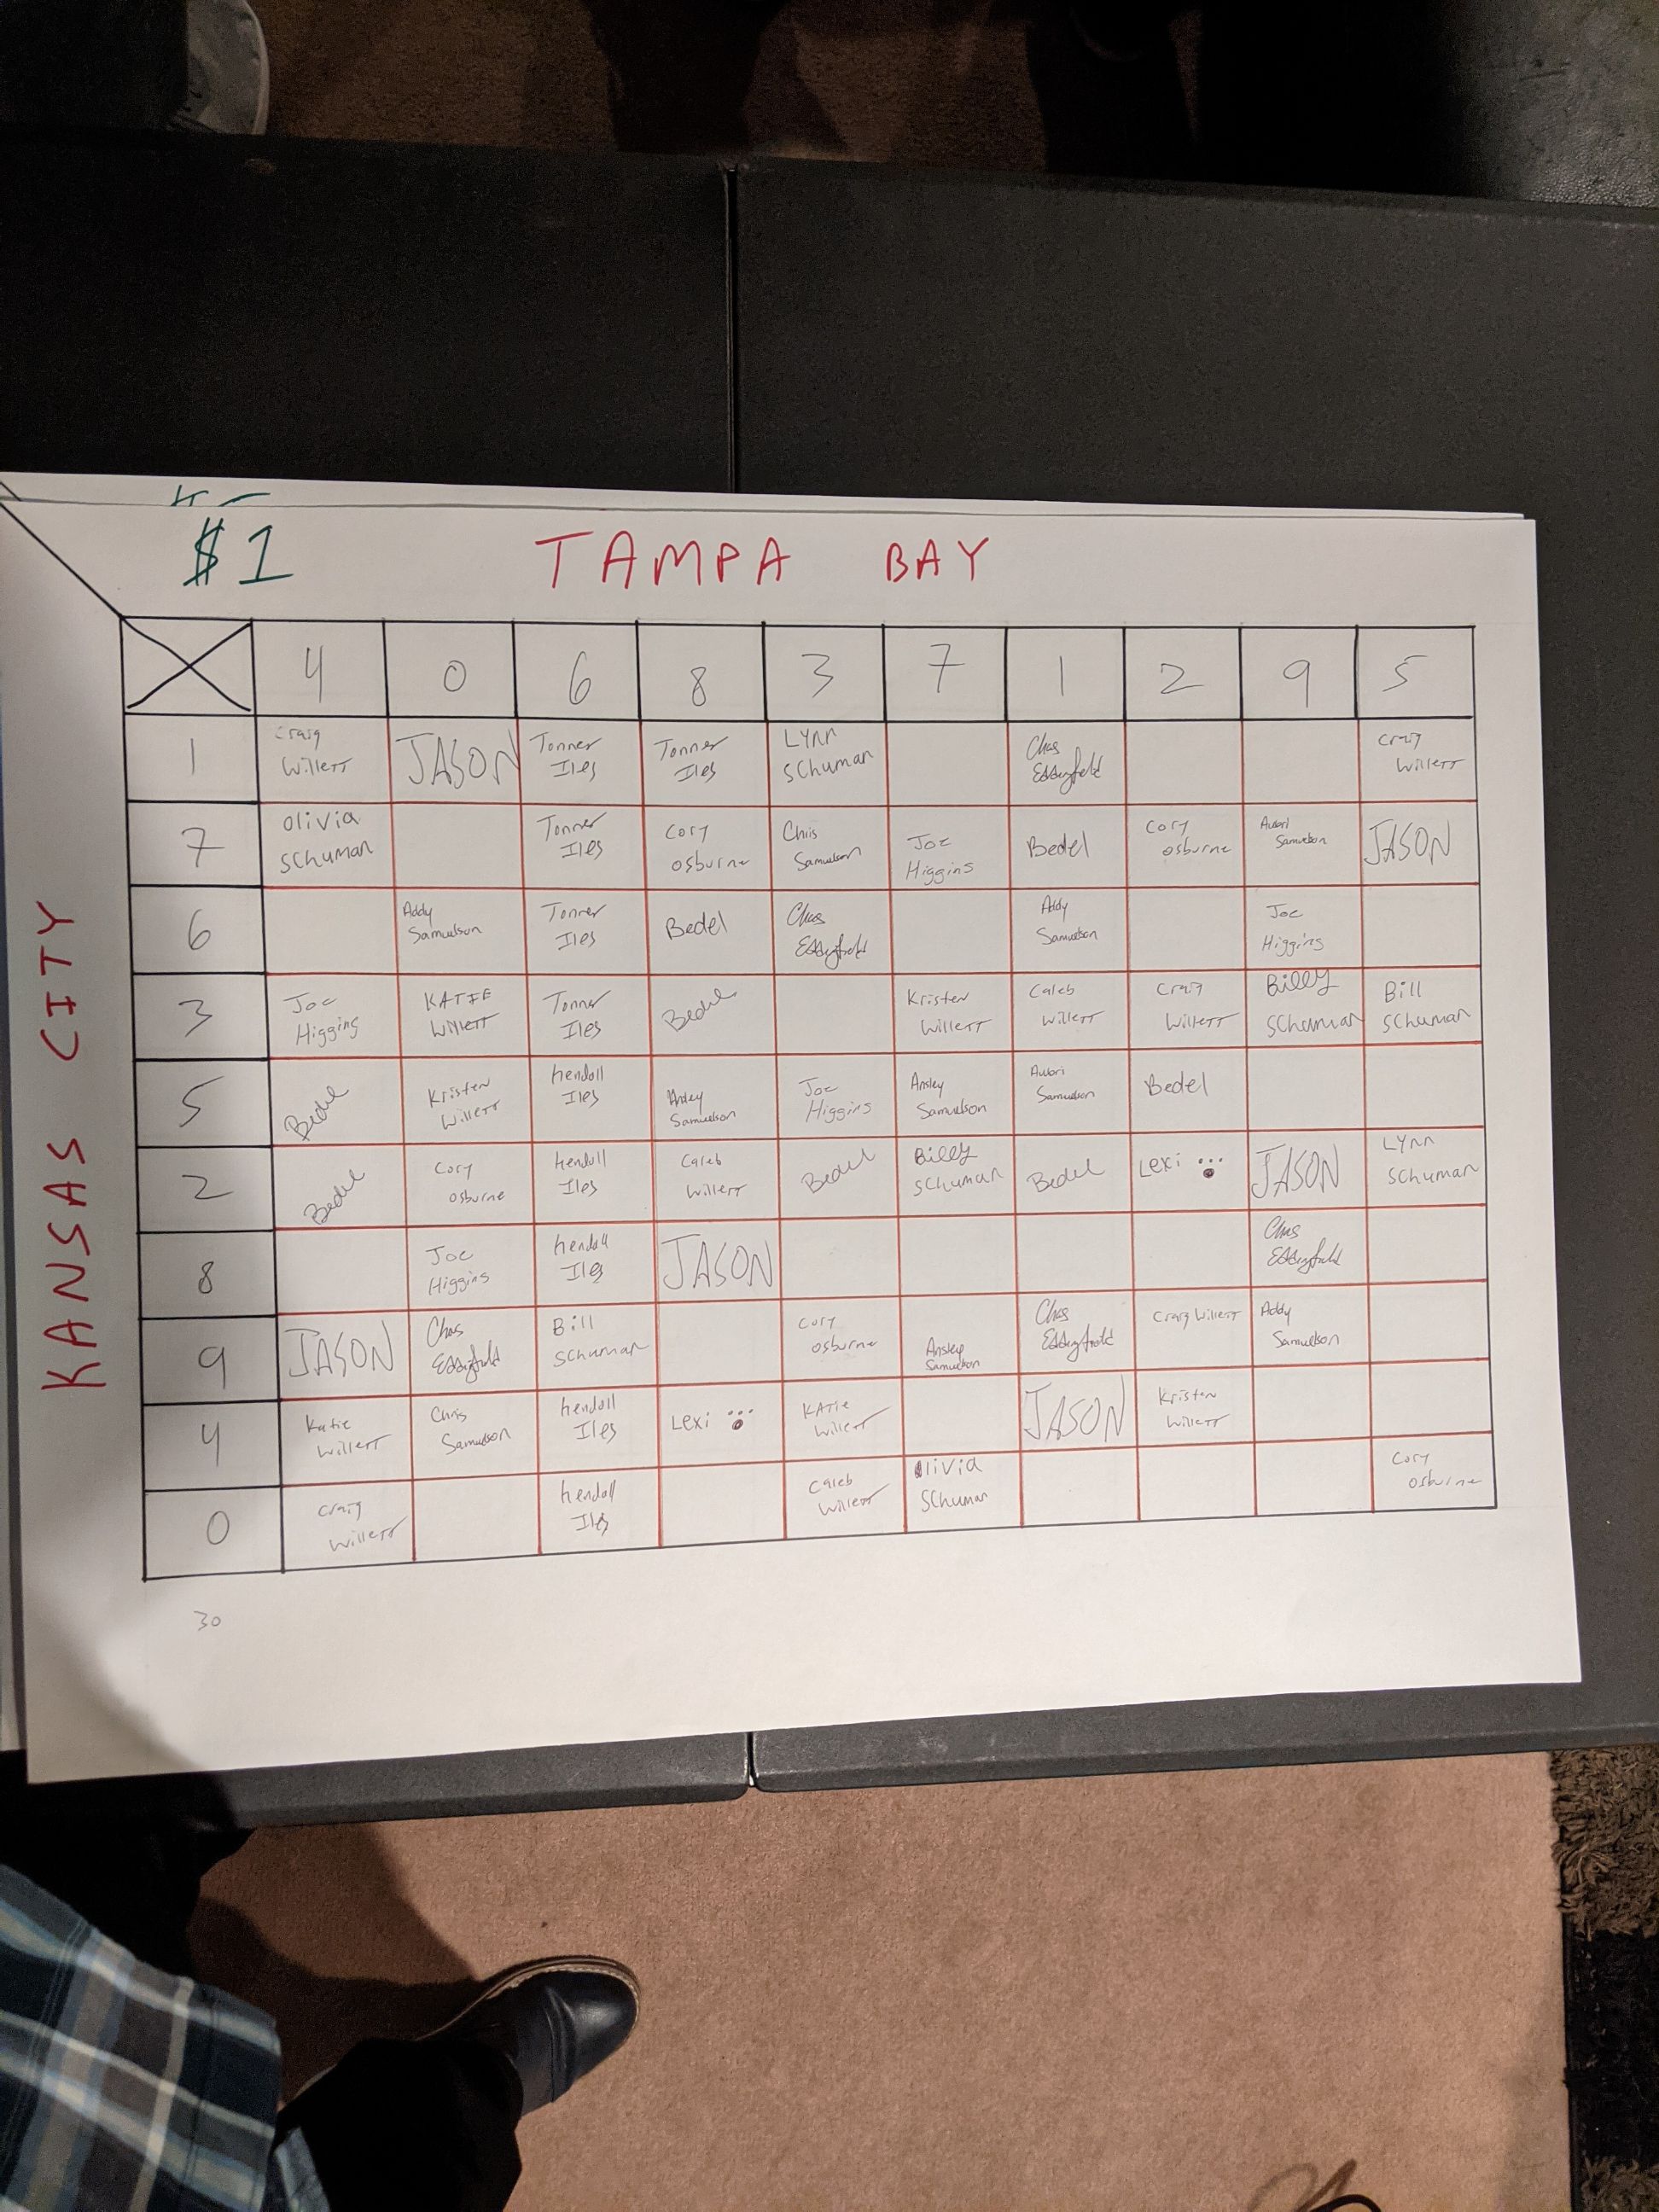 $1 TAMPA BAY
KANSAS CITY
4 0 6 8 3 7 1 2 9 5
1 Craig Willett JASON Tonner Iles Tonner Iles Lynn Schuman Chas Craig Willett
7 Olivia Schuman Tonner Iles Cory Osburne Chris Samuelson Joe Higgins Bedel Cory Osburne Aubri Samuelson JASON
6 Addy Samuelson Tonner Iles Bedel Chas Addy Samuelson Joe Higgins
3 Joe Higgins KATIE Willett Tonner Iles Bedel Kristen Willett Caleb Willett Craig Willett Billy Schuman Bill Schuman
5 Bedel Kristen Willett Kendall Iles Ansley Samuelson Joe Higgins Ansley Samuelson Aubri Samuelson Bedel
2 Bedel Cory Osburne Kendall Iles Caleb Willett Bedel Billy Schuman Bedel Lexi JASON Lynn Schuman
8 Joe Higgins Kendall Iles JASON Chas
9 JASON Chas Bill Schuman Cory Osburne Ansley Samuelson Chas Craig Willett Addy Samuelson
4 Katie Willett Chris Samuelson Kendall Iles Lexi KATIE Willett JASON Kristen Willett
0 Craig Willett Kendall Iles Caleb Willett Olivia Schuman Cory Osburne
30